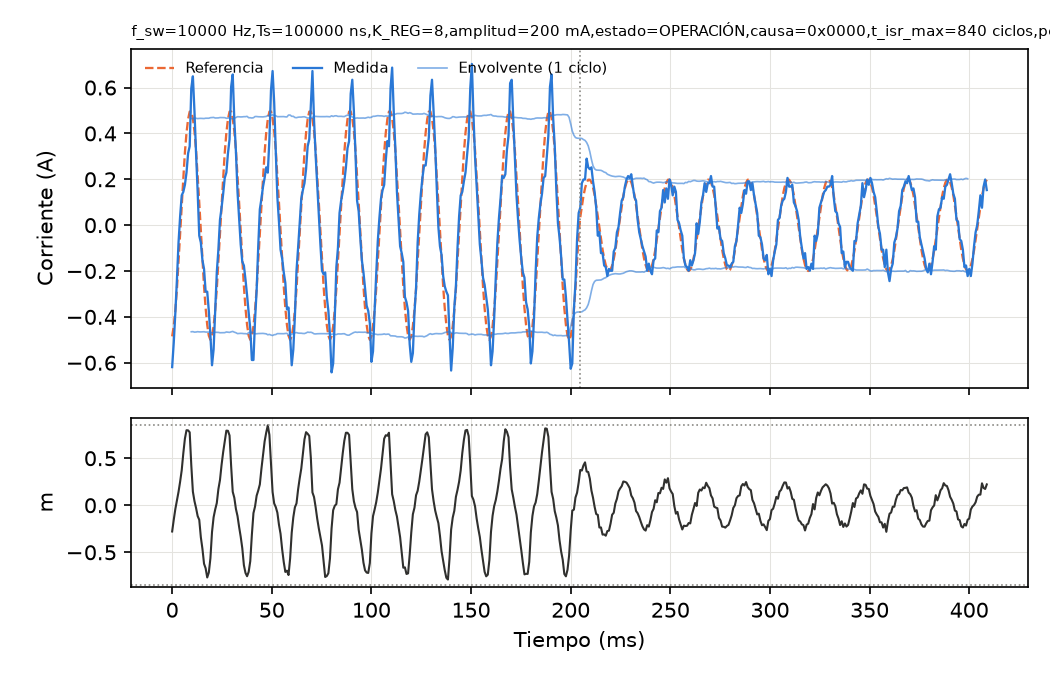 f_sw=10000 Hz,Ts=100000 ns,K_REG=8,amplitud=200 mA,estado=OPERACIÓN,causa=0x0000,t_isr_max=840 ciclos,
Referencia Medida Envolvente (1 ciclo)
0.6
0.4
0.2
0.0
−0.2
−0.4
−0.6
Corriente (A)
0.5
0.0
−0.5
m
0 50 100 150 200 250 300 350 400
Tiempo (ms)